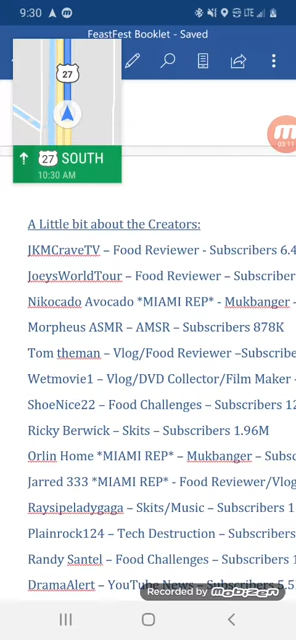 9:30
LTE
FeastFest Booklet - Saved
27
27 SOUTH
10:30 AM
03:11
A Little bit about the Creators:
JKMCraveTV – Food Reviewer - Subscribers 6.4
JoeysWorldTour – Food Reviewer – Subscriber
Nikocado Avocado *MIAMI REP* - Mukbanger –
Morpheus ASMR – AMSR – Subscribers 878K
Tom theman – Vlog/Food Reviewer –Subscribe
Wetmovie1 – Vlog/DVD Collector/Film Maker –
ShoeNice22 – Food Challenges – Subscribers 12
Ricky Berwick – Skits – Subscribers 1.96M
Orlin Home *MIAMI REP* – Mukbanger – Subsc
Jarred 333 *MIAMI REP* - Food Reviewer/Vlog
Raysipeladygaga – Skits/Music – Subscribers 1
Plainrock124 – Tech Destruction – Subscribers
Randy Santel – Food Challenges – Subscribers 1
DramaAlert – YouTube News – Subscribers 5.5
Recorded by mobizen